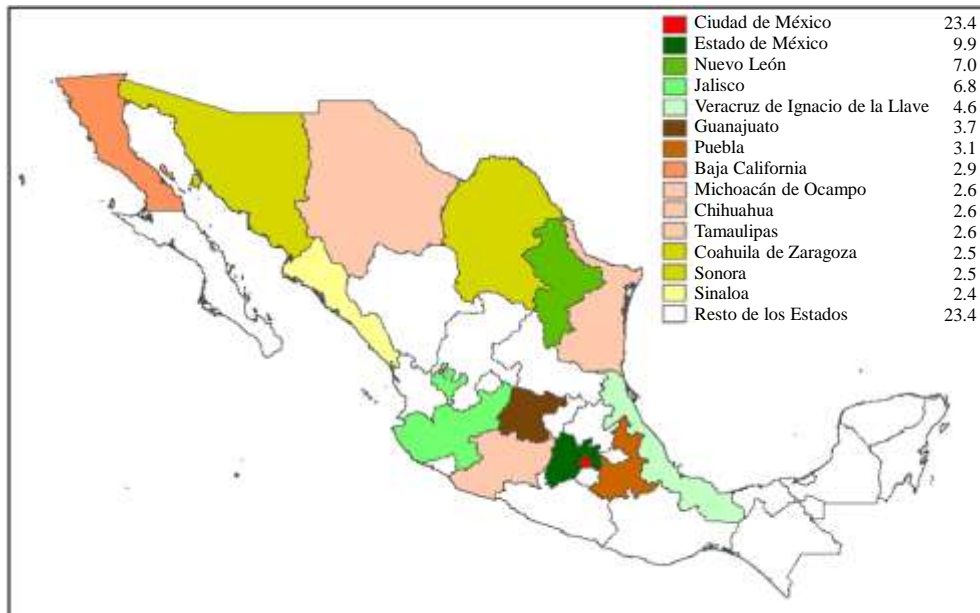 Ciudad de México 23.4
Estado de México 9.9
Nuevo León 7.0
Jalisco 6.8
Veracruz de Ignacio de la Llave 4.6
Guanajuato 3.7
Puebla 3.1
Baja California 2.9
Michoacán de Ocampo 2.6
Chihuahua 2.6
Tamaulipas 2.6
Coahuila de Zaragoza 2.5
Sonora 2.5
Sinaloa 2.4
Resto de los Estados 23.4